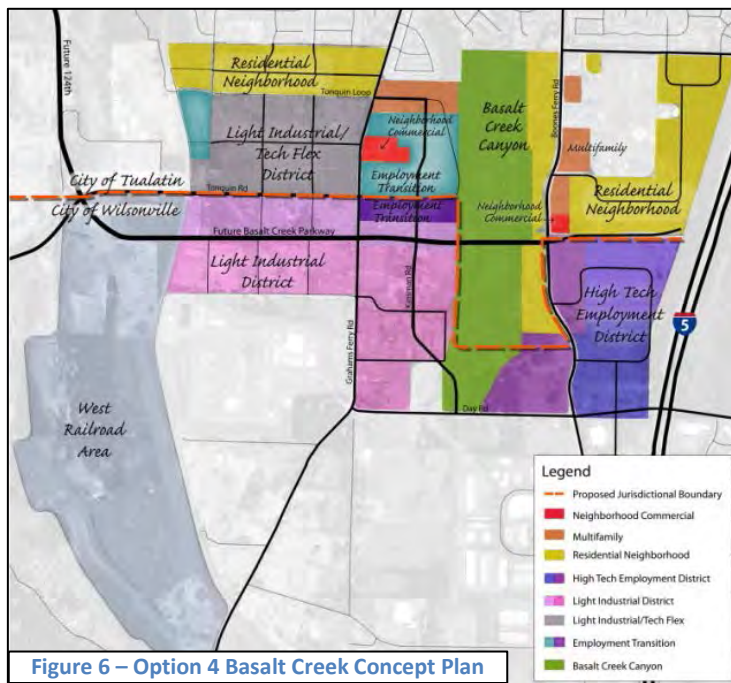 Future 124th
Residential
Neighborhood
Tonquin Loop
Light Industrial/
Tech Flex
District
Neighborhood
Commercial
Employment
Transition
Basalt
Creek
Canyon
Boones Ferry Rd
Multifamily
Residential
Neighborhood
Neighborhood
Commercial
City of Tualatin
City of Wilsonville
Tonquin Rd
Employment
Transition
Future Basalt Creek Parkway
Light Industrial
District
Kinsman Rd
Grahams Ferry Rd
High Tech
Employment
District
5
West
Railroad
Area
Day Rd
Legend
Proposed Jurisdictional Boundary
Neighborhood Commercial
Multifamily
Residential Neighborhood
High Tech Employment District
Light Industrial District
Light Industrial/Tech Flex
Employment Transition
Basalt Creek Canyon
Figure 6 – Option 4 Basalt Creek Concept Plan